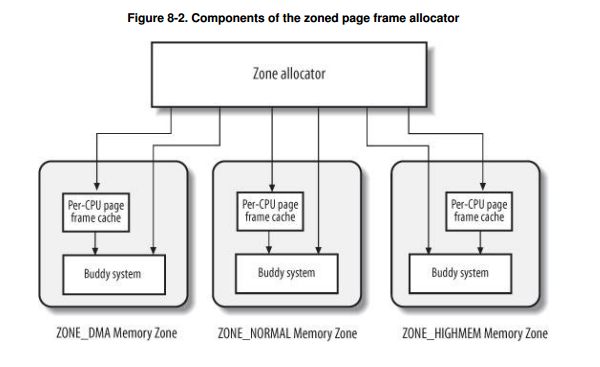 Figure 8-2. Components of the zoned page frame allocator
Zone allocator
Per-CPU page
frame cache
Buddy system
Per-CPU page
frame cache
Buddy system
Per-CPU page
frame cache
Buddy system
ZONE_DMA Memory Zone
ZONE_NORMAL Memory Zone
ZONE_HIGHMEM Memory Zone